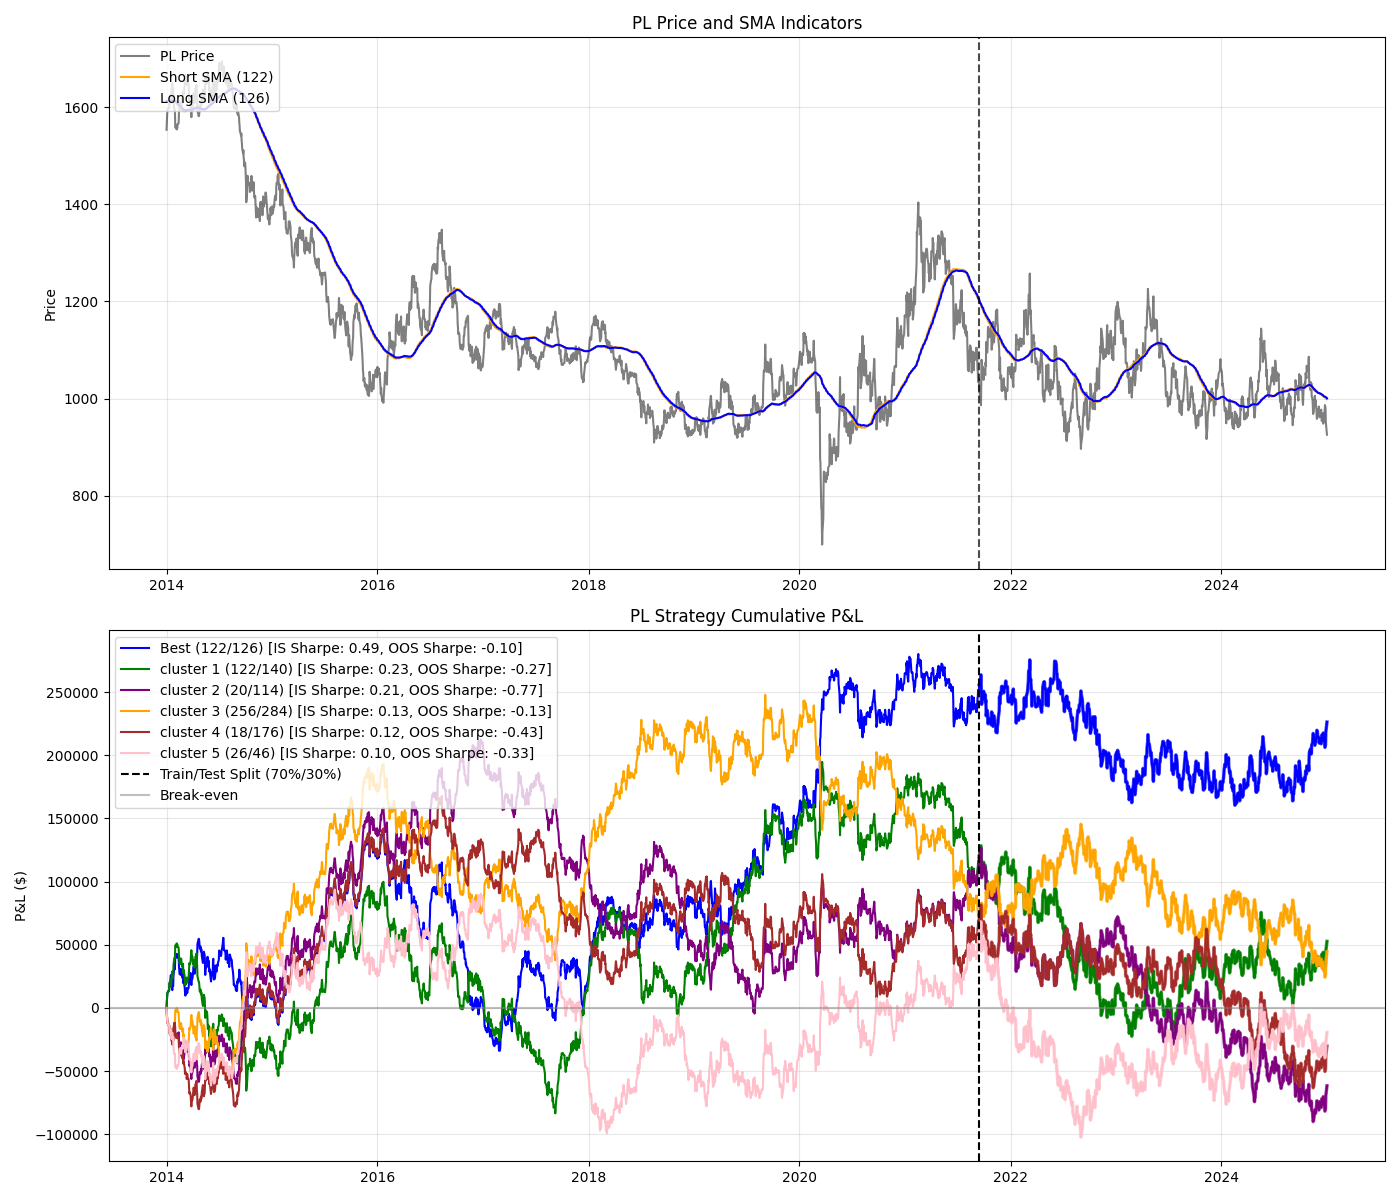 PL Price and SMA Indicators
PL Price
Short SMA (122)
Long SMA (126)
Price
1600
1400
1200
1000
800
2014 2016 2018 2020 2022 2024
PL Strategy Cumulative P&L
Best (122/126) [IS Sharpe: 0.49, OOS Sharpe: -0.10]
cluster 1 (122/140) [IS Sharpe: 0.23, OOS Sharpe: -0.27]
cluster 2 (20/114) [IS Sharpe: 0.21, OOS Sharpe: -0.77]
cluster 3 (256/284) [IS Sharpe: 0.13, OOS Sharpe: -0.13]
cluster 4 (18/176) [IS Sharpe: 0.12, OOS Sharpe: -0.43]
cluster 5 (26/46) [IS Sharpe: 0.10, OOS Sharpe: -0.33]
Train/Test Split (70%/30%)
Break-even
P&L ($)
250000
200000
150000
100000
50000
0
−50000
−100000
2014 2016 2018 2020 2022 2024